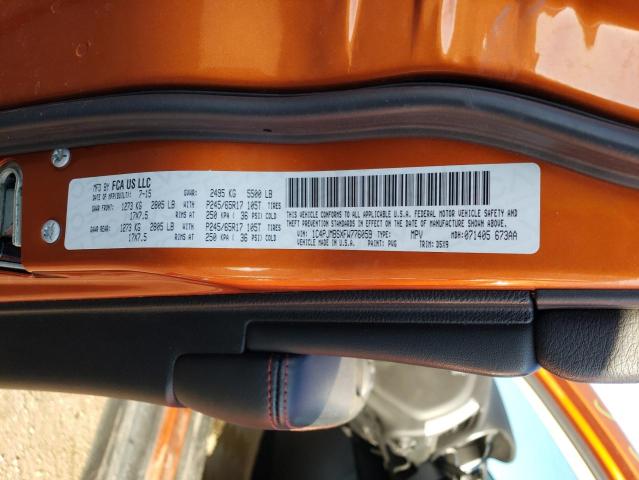 MFD BY FCA US LLC
DATE OF MFR/BUILT: 7-15 GVWR: 2495 KG 5500 LB
GAWR FRONT: 1273 KG 2805 LB WITH P245/65R17 105T TIRES
17X7.5 RIMS AT 250 KPA ( 36 PSI) COLD
GAWR REAR: 1273 KG 2805 LB WITH P245/65R17 105T TIRES
17X7.5 RIMS AT 250 KPA ( 36 PSI) COLD
THIS VEHICLE CONFORMS TO ALL APPLICABLE U.S.A. FEDERAL MOTOR VEHICLE SAFETY AND
THEFT PREVENTION STANDARDS IN EFFECT ON THE DATE OF MANUFACTURE SHOWN ABOVE.
VIN: 1C4PJMBSXFW776059 TYPE: MPV MDH: 071405 673AA
MADE IN U.S.A. PAINT: PVG TRIM: D5X9